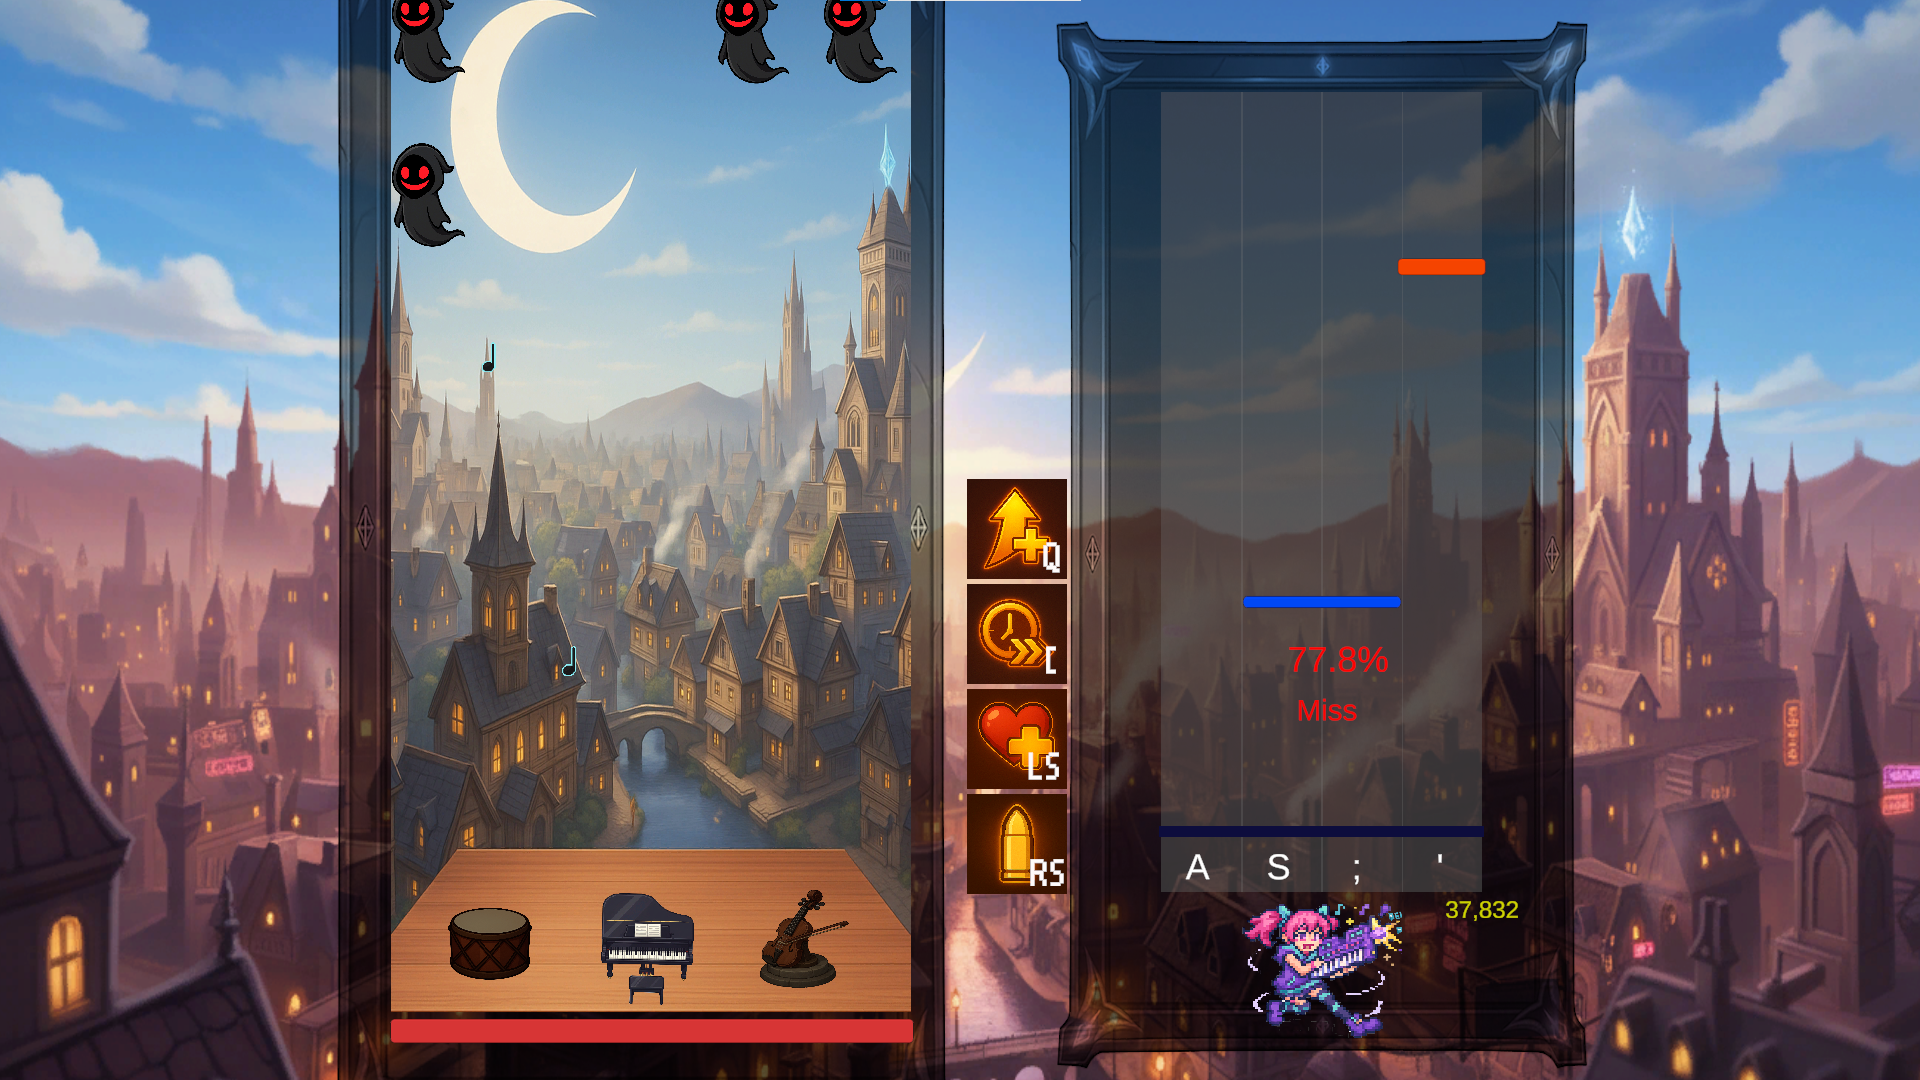 Q
E
LS
RS
77.8%
Miss
A S ; '
37,832